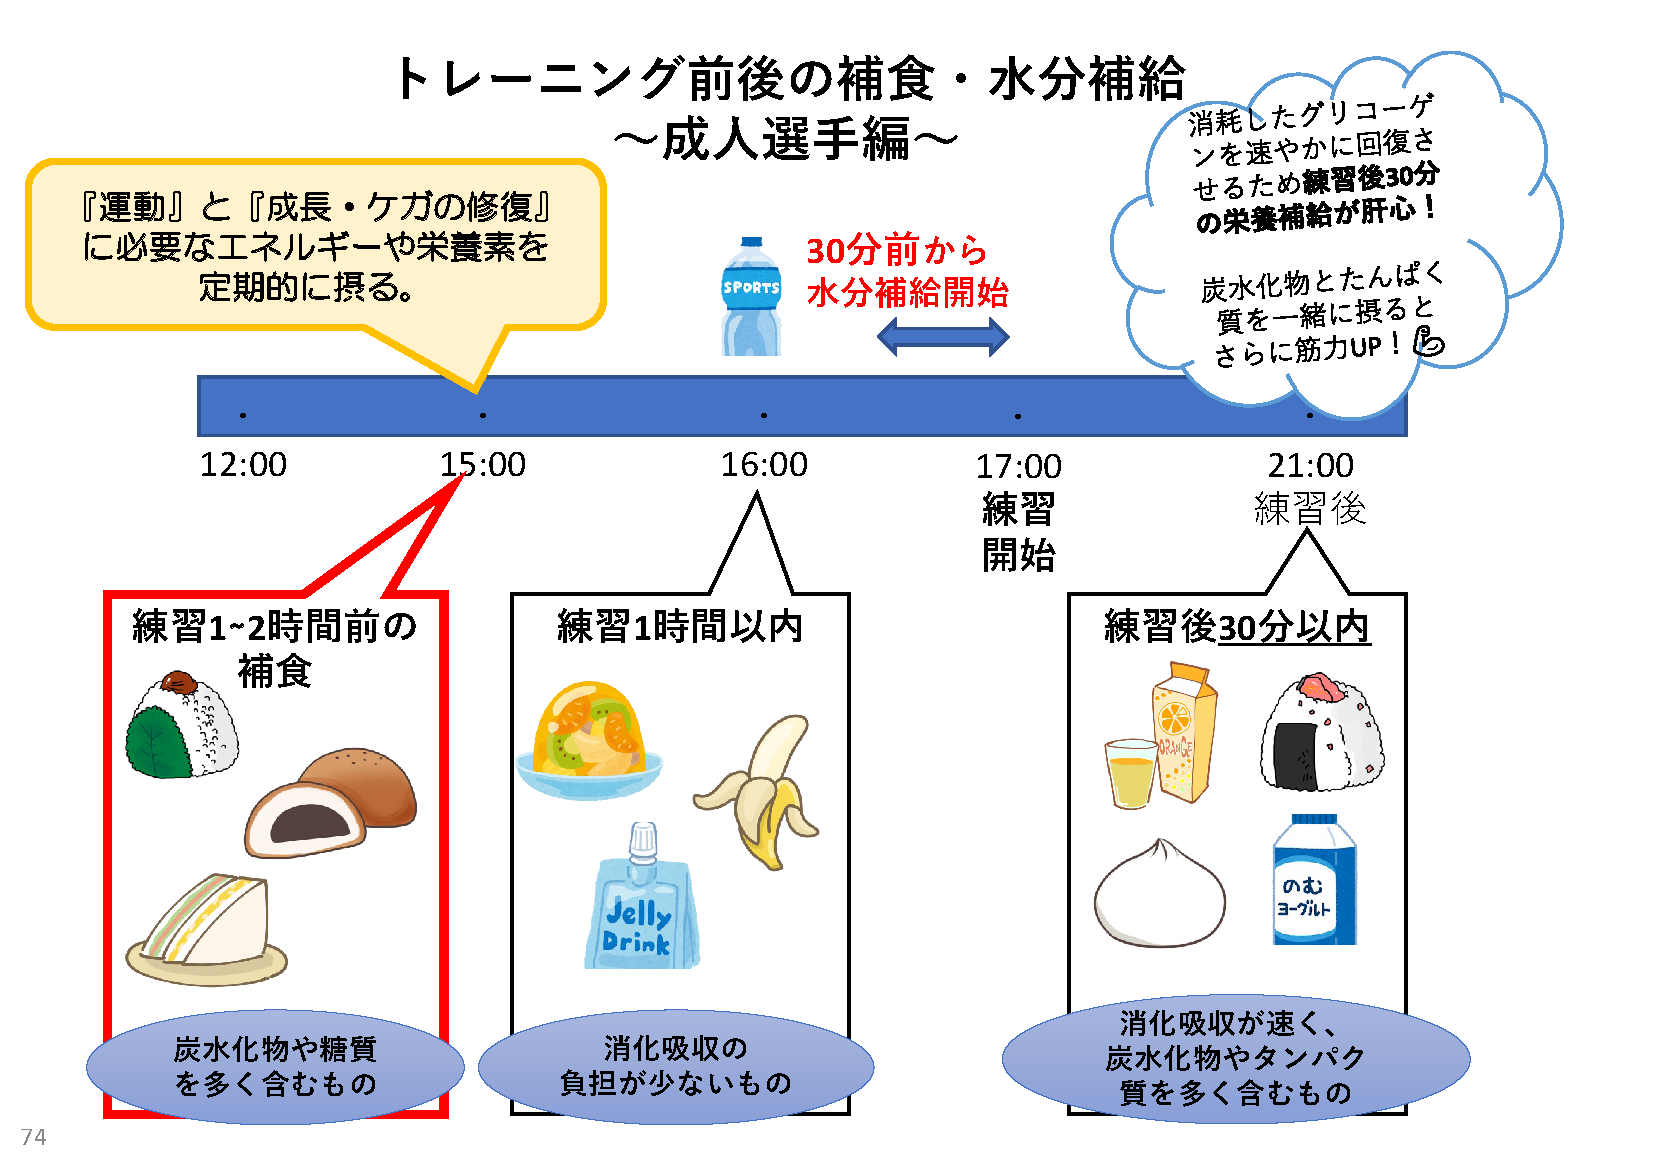 トレーニング前後の補食・水分補給
～成人選手編～
『運動』と『成長・ケガの修復』
に必要なエネルギーや栄養素を
定期的に摂る。
SPORTS
30分前から
水分補給開始
消耗したグリコーゲ
ンを速やかに回復さ
せるため練習後30分
の栄養補給が肝心！
炭水化物とたんぱく
質を一緒に摂ると
さらに筋力UP！
12:00
15:00
16:00
17:00
21:00
練習
開始
練習後
練習1~2時間前の
補食
炭水化物や糖質
を多く含むもの
練習1時間以内
Jelly
Drink
消化吸収の
負担が少ないもの
練習後30分以内
ORANGE
のむ
ヨーグルト
消化吸収が速く、
炭水化物やタンパク
質を多く含むもの
74